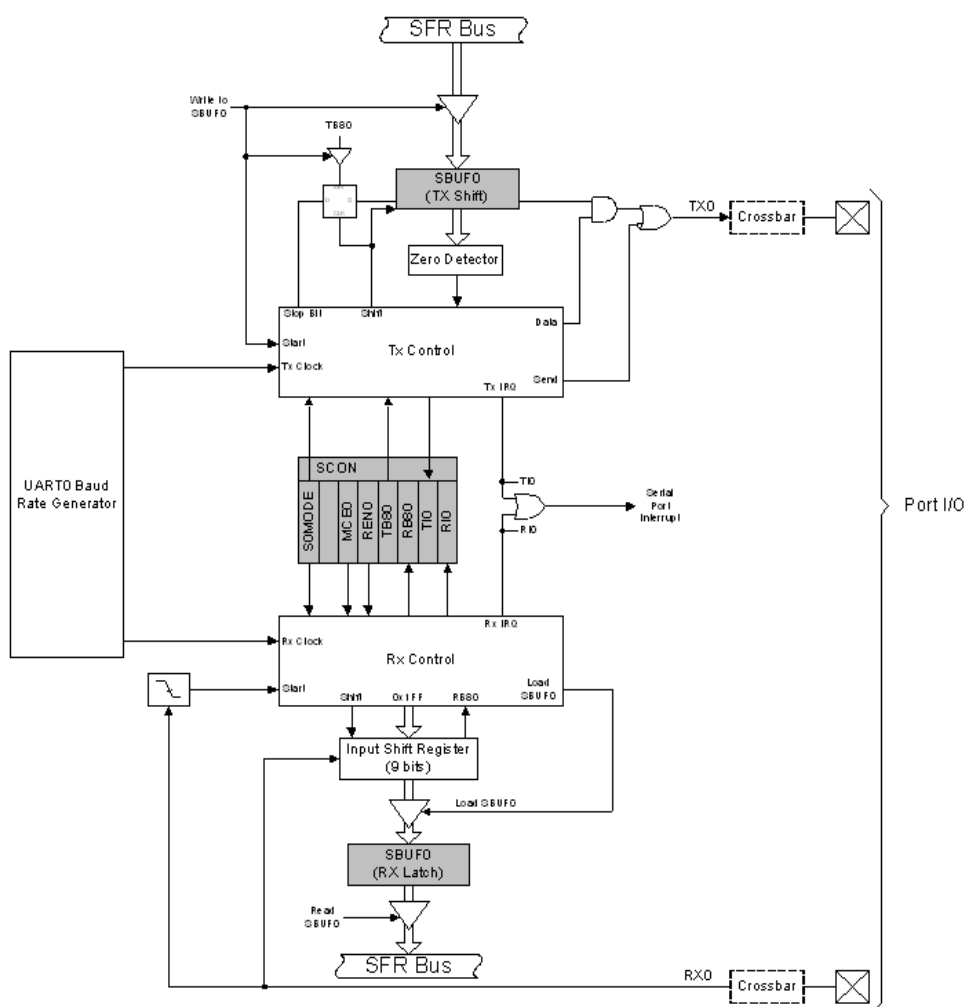 SFR Bus
Write to
SBUF0
TB80
SBUF0
(TX Shift)
TX0
Crossbar
Zero Detector
Stop Bit
Shift
Data
Start
Tx Control
Tx Clock
Send
Tx IRQ
UART0 Baud
Rate Generator
SCON
S0MODE
MCE0
REN0
TB80
RB80
TI0
RI0
TI0
Serial
Port
Interrupt
RI0
Port I/O
Rx IRQ
Rx Clock
Rx Control
Start
Load
SBUF0
Shift
0x1FF
RB80
Input Shift Register
(9 bits)
Load SBUF0
SBUF0
(RX Latch)
Read
SBUF0
SFR Bus
RX0
Crossbar